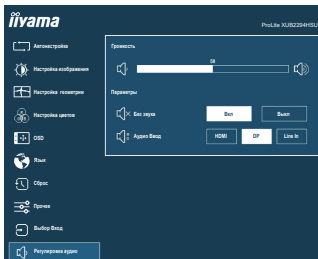 iiyama
ProLite XUB2294HSU
Автонастройка
Настройка изображения
Настройка геометрии
Настройка цветов
OSD
Язык
Сброс
Прочее
Выбор Вход
Регулировка аудио
Громкость
50
Параметры
Без звука
Вкл
Выкл
Аудио Вход
HDMI
DP
Line In